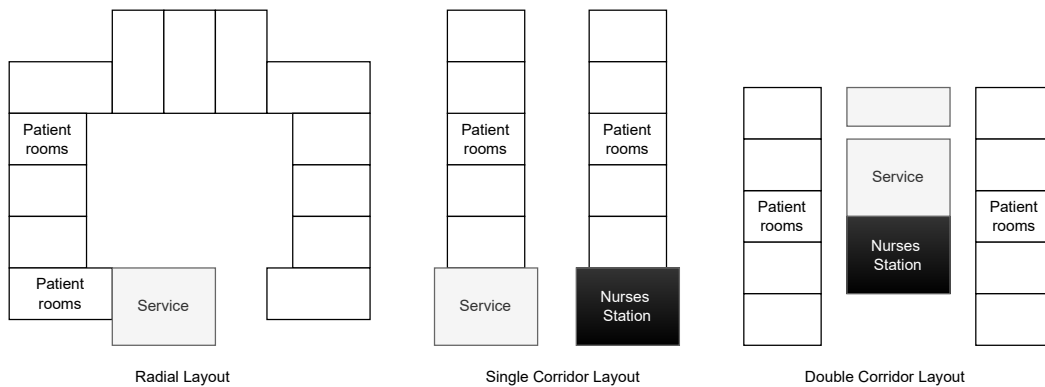 Patient
rooms
Patient
rooms
Service
Radial Layout
Patient
rooms
Patient
rooms
Service
Nurses
Station
Single Corridor Layout
Service
Patient
rooms
Patient
rooms
Nurses
Station
Double Corridor Layout